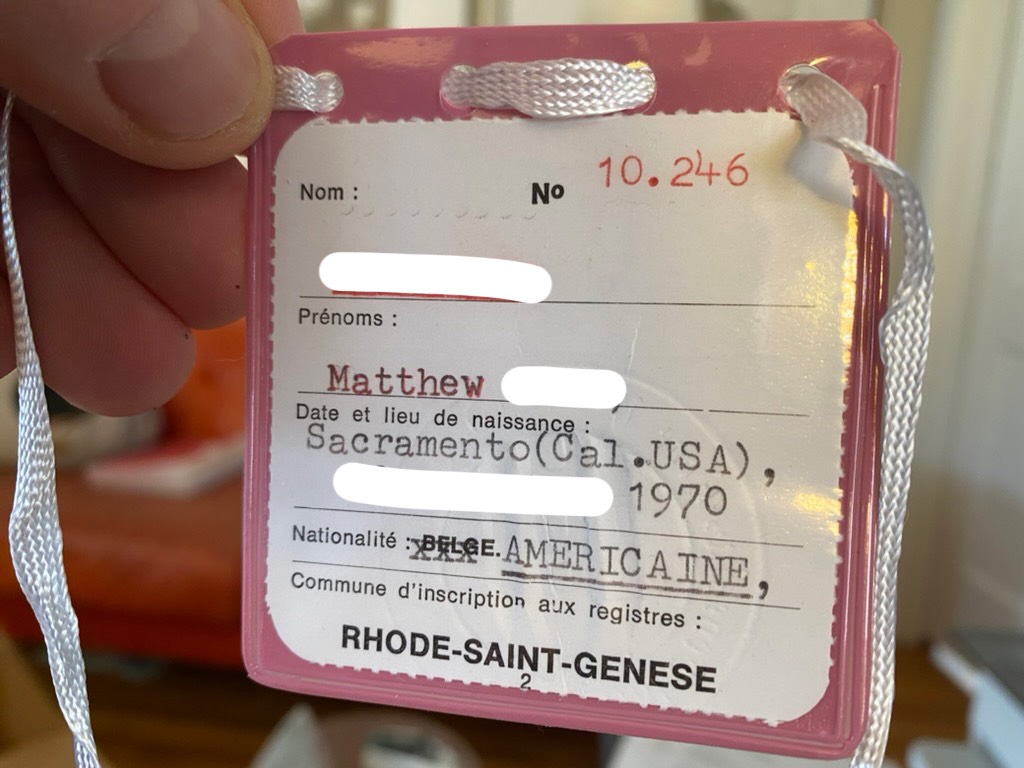 Nom : Nº 10.246
Prénoms :
Matthew ,
Date et lieu de naissance :
Sacramento(Cal.USA),
1970
Nationalité : BELGE. AMERICAINE,
Commune d'inscription aux registres :
RHODE-SAINT-GENESE
2